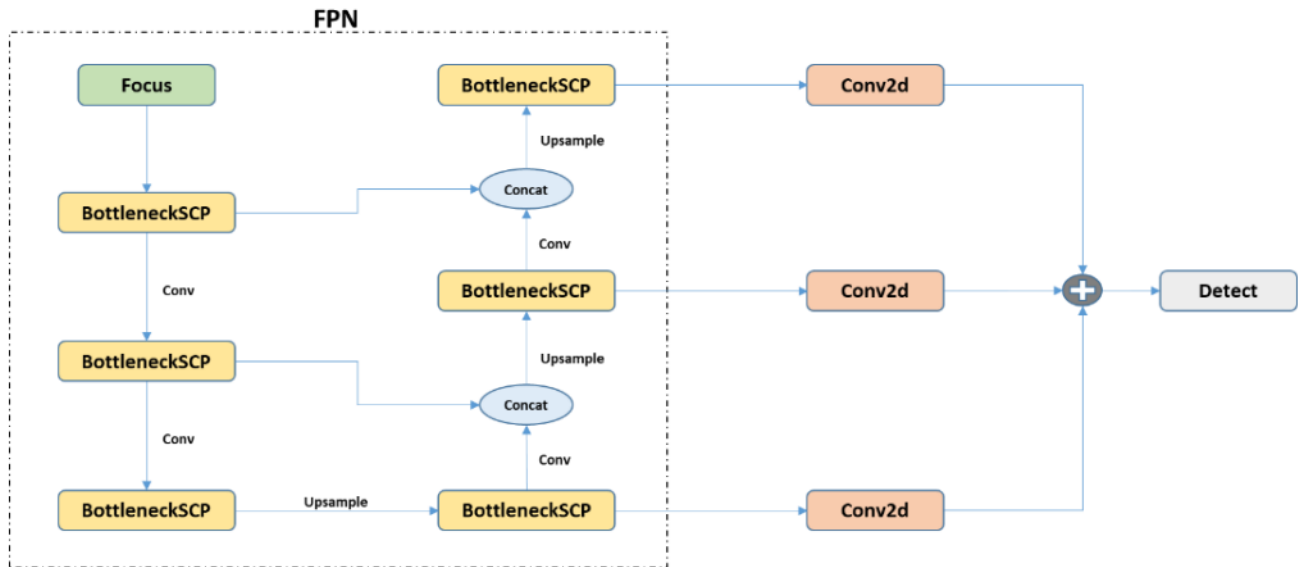 FPN
Focus
BottleneckSCP
Conv2d
Upsample
Concat
BottleneckSCP
Conv
Conv
BottleneckSCP
Conv2d
Detect
BottleneckSCP
Upsample
Concat
Conv
Conv
BottleneckSCP
Upsample
BottleneckSCP
Conv2d